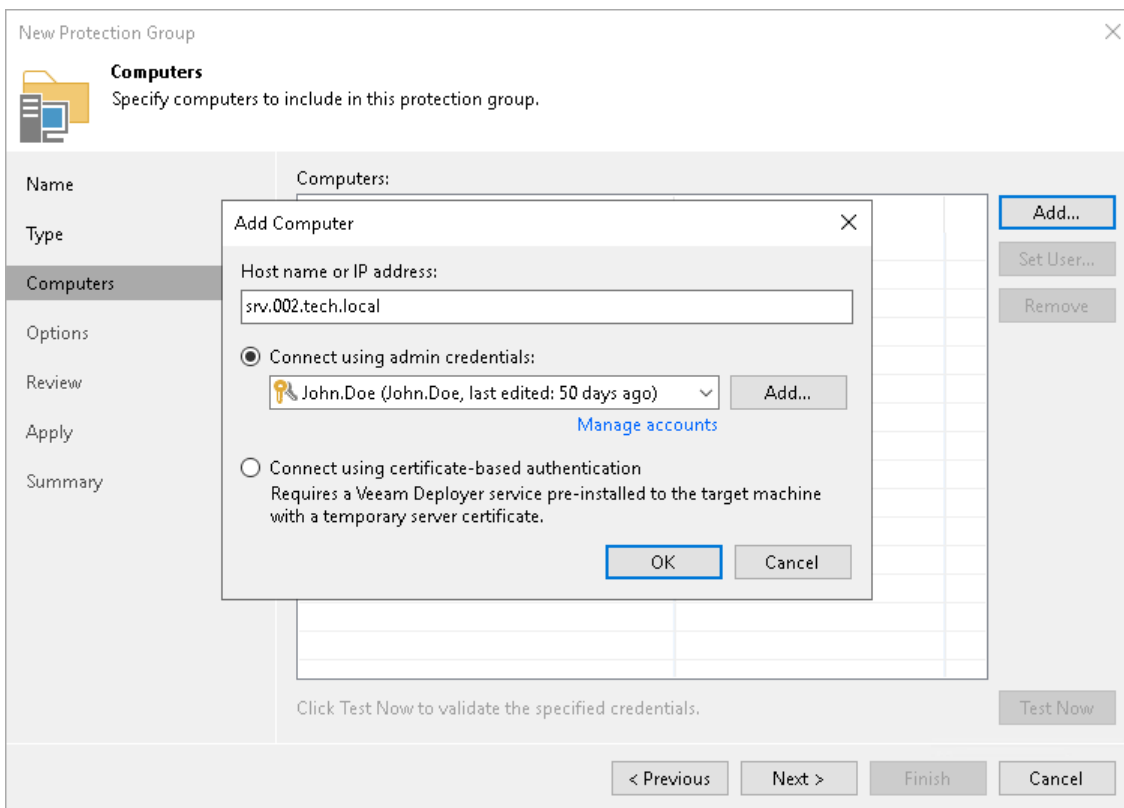 New Protection Group
Computers
Specify computers to include in this protection group.
Name
Type
Computers
Options
Review
Apply
Summary
Computers:
Add...
Set User...
Remove
Add Computer
Host name or IP address:
srv.002.tech.local
Connect using admin credentials:
John.Doe (John.Doe, last edited: 50 days ago)
Add...
Manage accounts
Connect using certificate-based authentication
Requires a Veeam Deployer service pre-installed to the target machine
with a temporary server certificate.
OK
Cancel
Click Test Now to validate the specified credentials.
Test Now
< Previous
Next >
Finish
Cancel